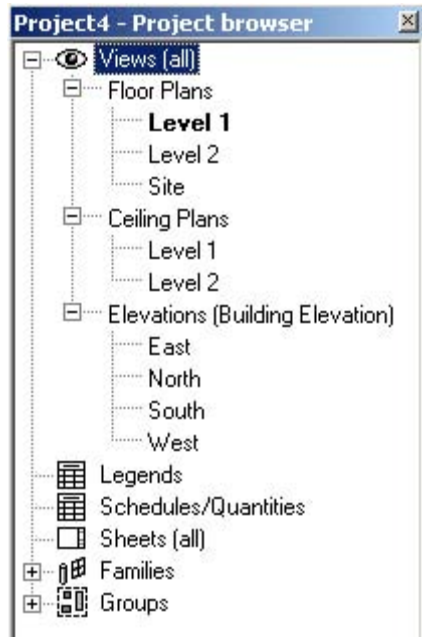 Project4 - Project browser
Views (all)
Floor Plans
Level 1
Level 2
Site
Ceiling Plans
Level 1
Level 2
Elevations (Building Elevation)
East
North
South
West
Legends
Schedules/Quantities
Sheets (all)
Families
Groups